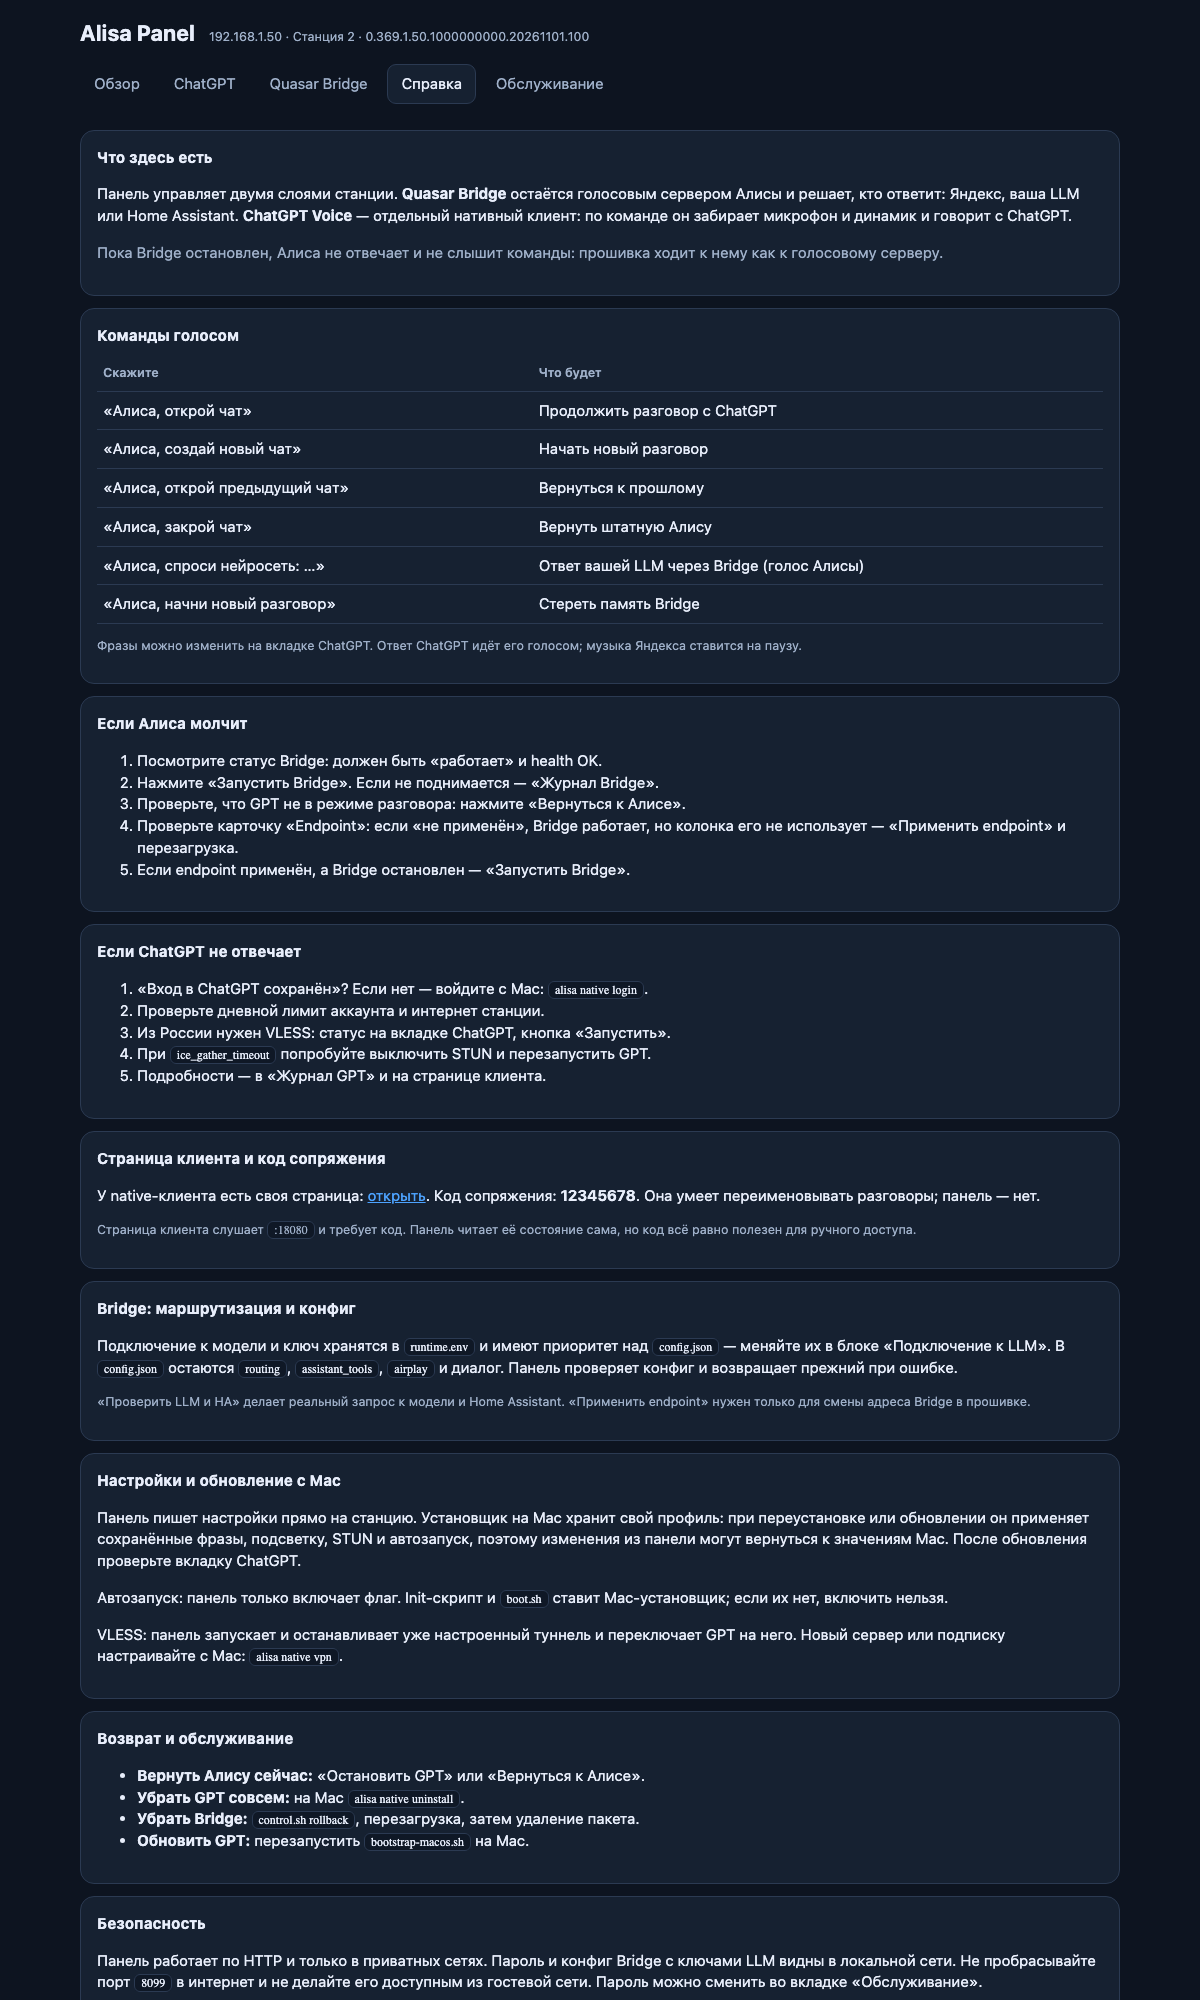 Alisa Panel 192.168.1.50 · Станция 2 · 0.369.1.50.1000000000.20261101.100
Обзор ChatGPT Quasar Bridge Справка Обслуживание
Что здесь есть
Панель управляет двумя слоями станции. Quasar Bridge остаётся голосовым сервером Алисы и решает, кто ответит: Яндекс, ваша LLM
или Home Assistant. ChatGPT Voice — отдельный нативный клиент: по команде он забирает микрофон и динамик и говорит с ChatGPT.
Пока Bridge остановлен, Алиса не отвечает и не слышит команды: прошивка ходит к нему как к голосовому серверу.
Команды голосом
Скажите Что будет
«Алиса, открой чат» Продолжить разговор с ChatGPT
«Алиса, создай новый чат» Начать новый разговор
«Алиса, открой предыдущий чат» Вернуться к прошлому
«Алиса, закрой чат» Вернуть штатную Алису
«Алиса, спроси нейросеть: ...» Ответ вашей LLM через Bridge (голос Алисы)
«Алиса, начни новый разговор» Стереть память Bridge
Фразы можно изменить на вкладке ChatGPT. Ответ ChatGPT идёт его голосом; музыка Яндекса ставится на паузу.
Если Алиса молчит
1. Посмотрите статус Bridge: должен быть «работает» и health OK.
2. Нажмите «Запустить Bridge». Если не поднимается — «Журнал Bridge».
3. Проверьте, что GPT не в режиме разговора: нажмите «Вернуться к Алисе».
4. Проверьте карточку «Endpoint»: если «не применён», Bridge работает, но колонка его не использует — «Применить endpoint» и
перезагрузка.
5. Если endpoint применён, а Bridge остановлен — «Запустить Bridge».
Если ChatGPT не отвечает
1. «Вход в ChatGPT сохранён»? Если нет — войдите с Mac: alisa native login.
2. Проверьте дневной лимит аккаунта и интернет станции.
3. Из России нужен VLESS: статус на вкладке ChatGPT, кнопка «Запустить».
4. При ice_gather_timeout попробуйте выключить STUN и перезапустить GPT.
5. Подробности — в «Журнал GPT» и на странице клиента.
Страница клиента и код сопряжения
У native-клиента есть своя страница: открыть. Код сопряжения: 12345678. Она умеет переименовывать разговоры; панель — нет.
Страница клиента слушает :18080 и требует код. Панель читает её состояние сама, но код всё равно полезен для ручного доступа.
Bridge: маршрутизация и конфиг
Подключение к модели и ключ хранятся в runtime.env и имеют приоритет над config.json — меняйте их в блоке «Подключение к LLM». В
config.json остаются routing, assistant_tools, airplay и диалог. Панель проверяет конфиг и возвращает прежний при ошибке.
«Проверить LLM и HA» делает реальный запрос к модели и Home Assistant. «Применить endpoint» нужен только для смены адреса Bridge в прошивке.
Настройки и обновление с Mac
Панель пишет настройки прямо на станцию. Установщик на Mac хранит свой профиль: при переустановке или обновлении он применяет
сохранённые фразы, подсветку, STUN и автозапуск, поэтому изменения из панели могут вернуться к значениям Mac. После обновления
проверьте вкладку ChatGPT.
Автозапуск: панель только включает флаг. Init-скрипт и boot.sh ставит Mac-установщик; если их нет, включить нельзя.
VLESS: панель запускает и останавливает уже настроенный туннель и переключает GPT на него. Новый сервер или подписку
настраивайте с Mac: alisa native vpn.
Возврат и обслуживание
• Вернуть Алису сейчас: «Остановить GPT» или «Вернуться к Алисе».
• Убрать GPT совсем: на Mac alisa native uninstall.
• Убрать Bridge: control.sh rollback, перезагрузка, затем удаление пакета.
• Обновить GPT: перезапустить bootstrap-macos.sh на Mac.
Безопасность
Панель работает по HTTP и только в приватных сетях. Пароль и конфиг Bridge с ключами LLM видны в локальной сети. Не пробрасывайте
порт 8099 в интернет и не делайте его доступным из гостевой сети. Пароль можно сменить во вкладке «Обслуживание».